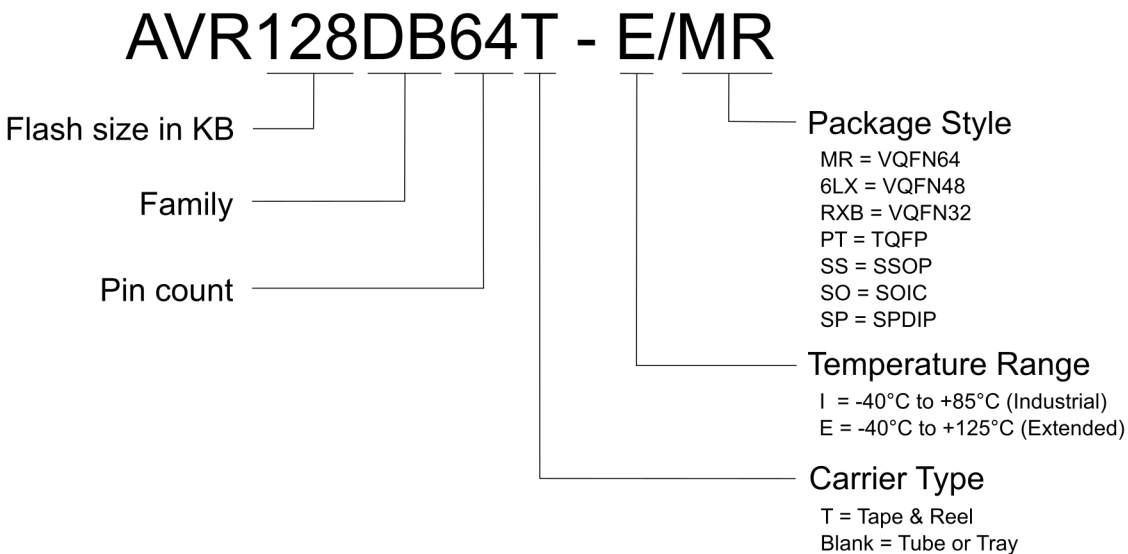 AVR128DB64T - E/MR
Flash size in KB
Family
Pin count
Package Style
MR = VQFN64
6LX = VQFN48
RXB = VQFN32
PT = TQFP
SS = SSOP
SO = SOIC
SP = SPDIP
Temperature Range
I = -40°C to +85°C (Industrial)
E = -40°C to +125°C (Extended)
Carrier Type
T = Tape & Reel
Blank = Tube or Tray